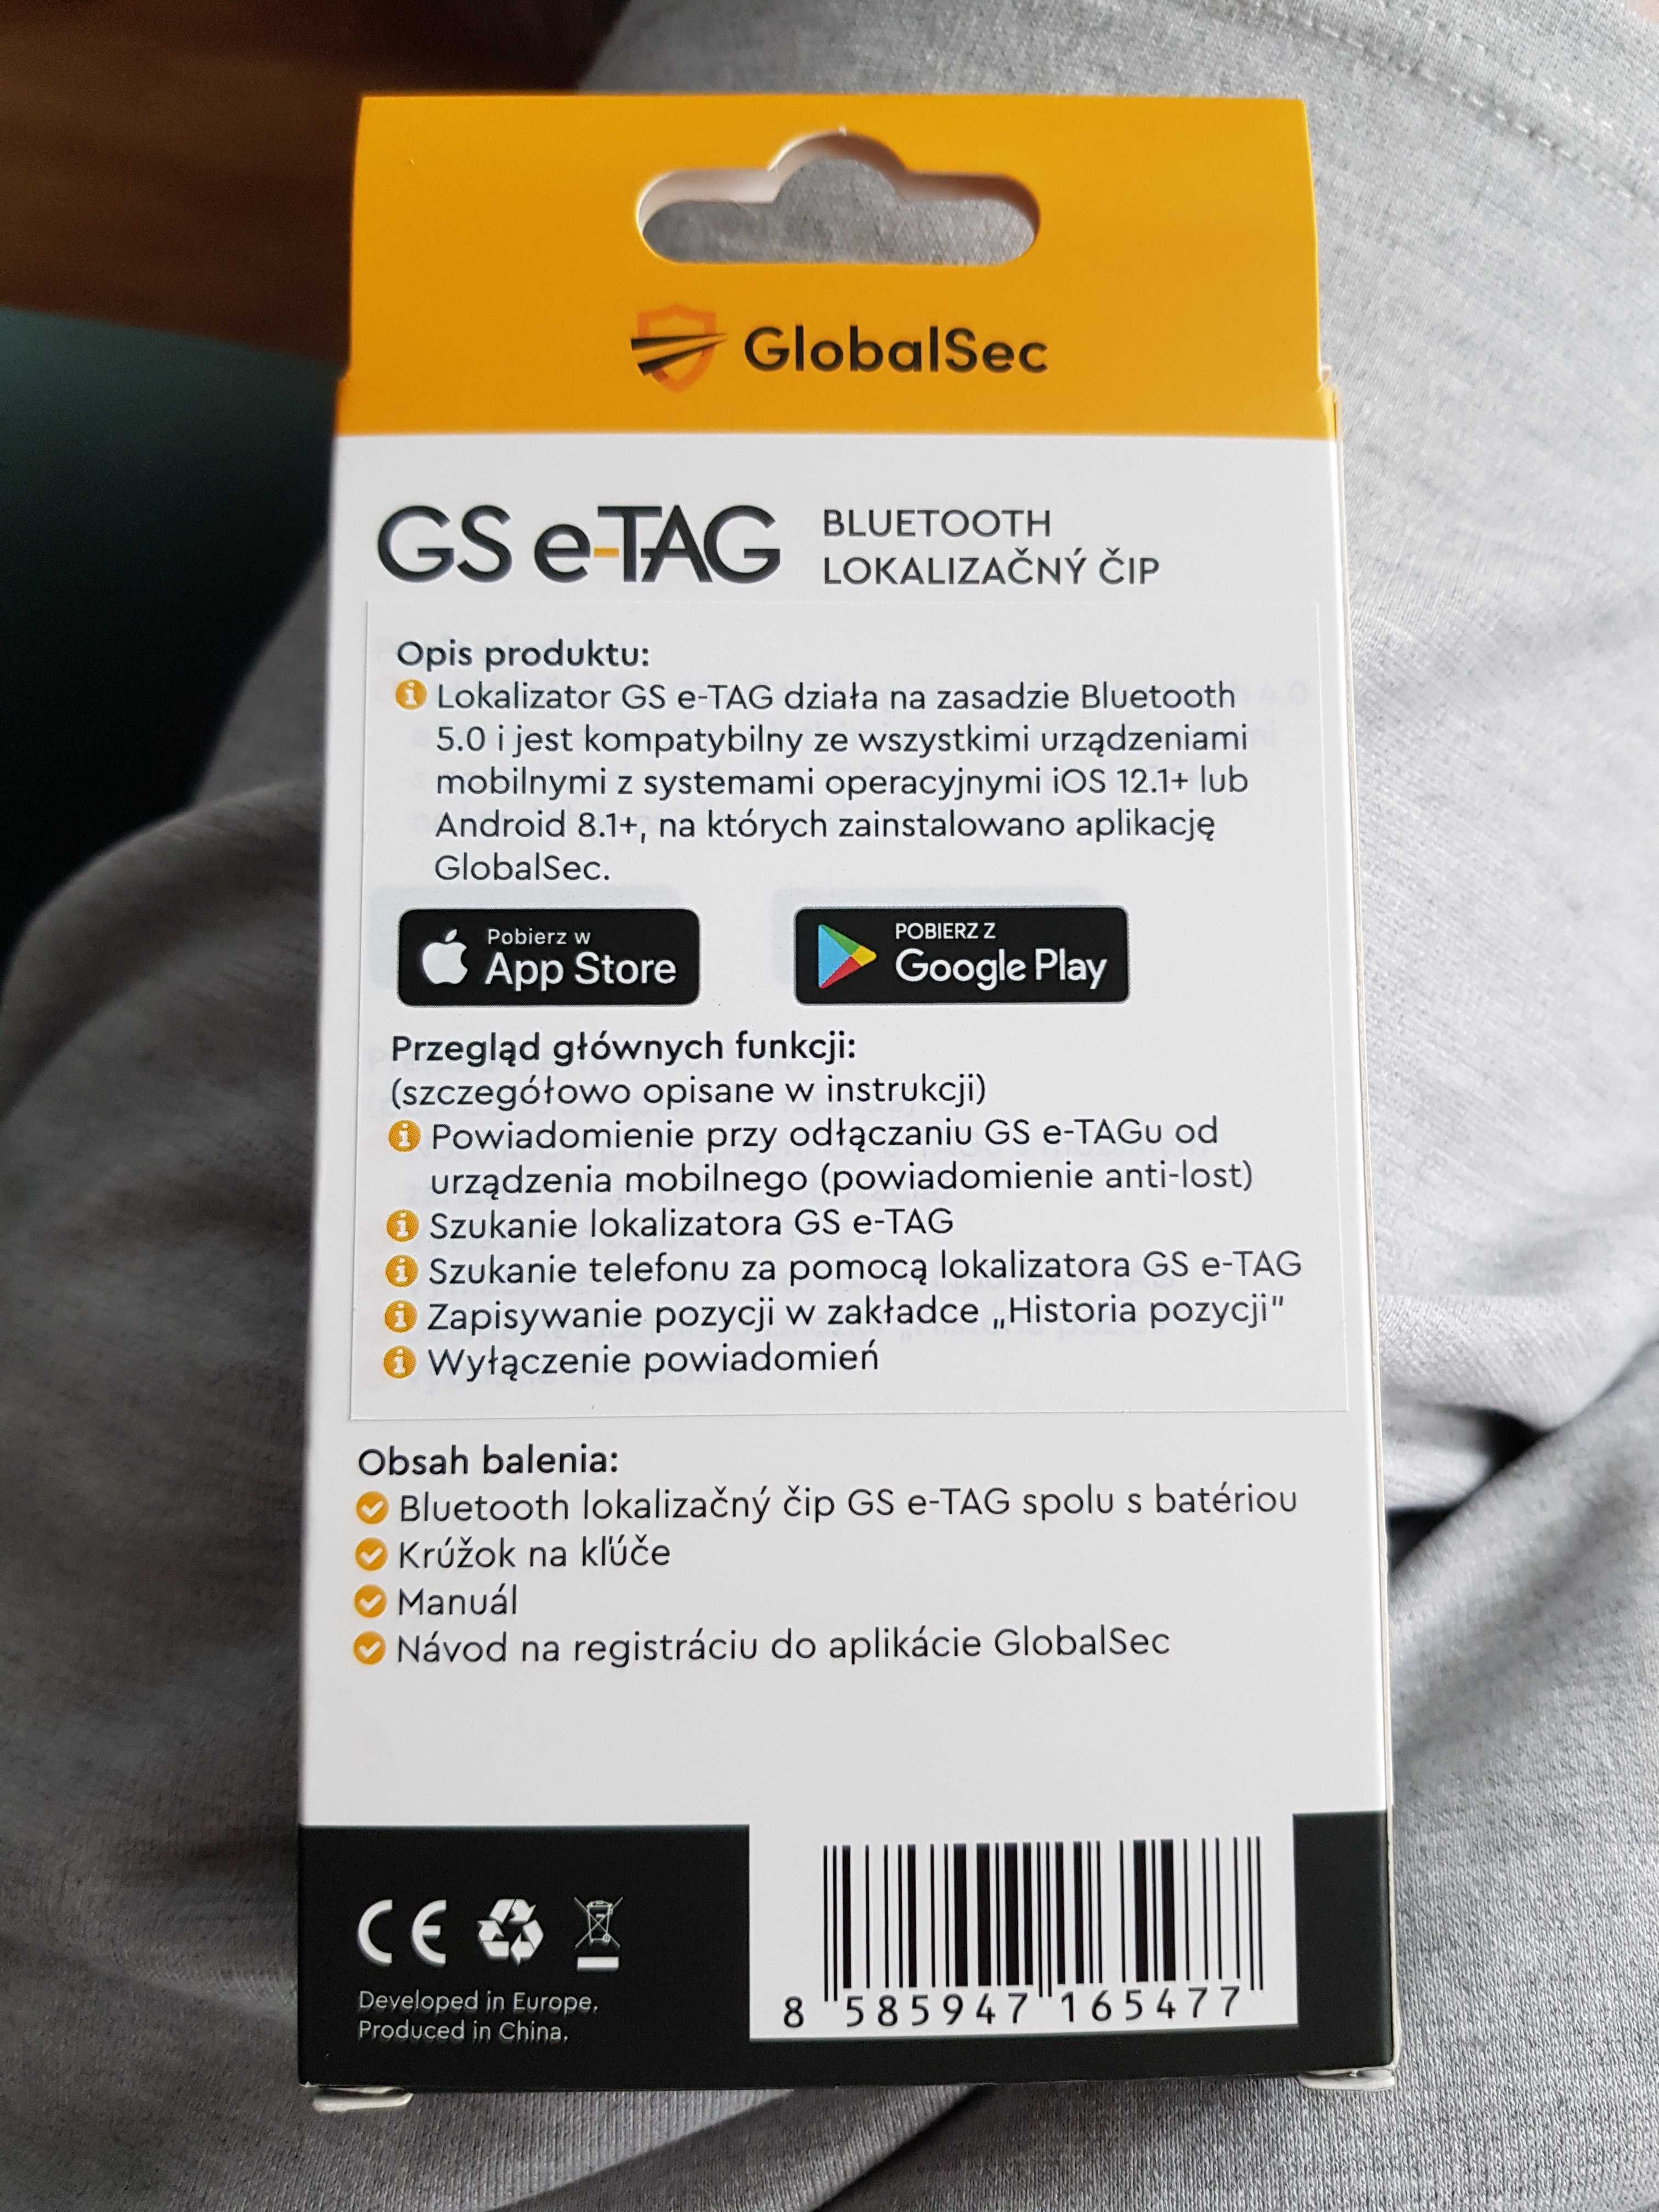 GlobalSec
GS e-TAG
BLUETOOTH
LOKALIZAČNÝ ČIP
Opis produktu:
Lokalizator GS e-TAG działa na zasadzie Bluetooth
5.0 i jest kompatybilny ze wszystkimi urządzeniami
mobilnymi z systemami operacyjnymi iOS 12.1+ lub
Android 8.1+, na których zainstalowano aplikację
GlobalSec.
Pobierz w
App Store
POBIERZ Z
Google Play
Przegląd głównych funkcji:
(szczegółowo opisane w instrukcji)
Powiadomienie przy odłączaniu GS e-TAGu od
urządzenia mobilnego (powiadomienie anti-lost)
Szukanie lokalizatora GS e-TAG
Szukanie telefonu za pomocą lokalizatora GS e-TAG
Zapisywanie pozycji w zakładce „Historia pozycji"
Wyłączenie powiadomień
Obsah balenia:
Bluetooth lokalizačný čip GS e-TAG spolu s batériou
Krúžok na kľúče
Manuál
Návod na registráciu do aplikácie GlobalSec
CE
Developed in Europe.
Produced in China.
8 585947 165477